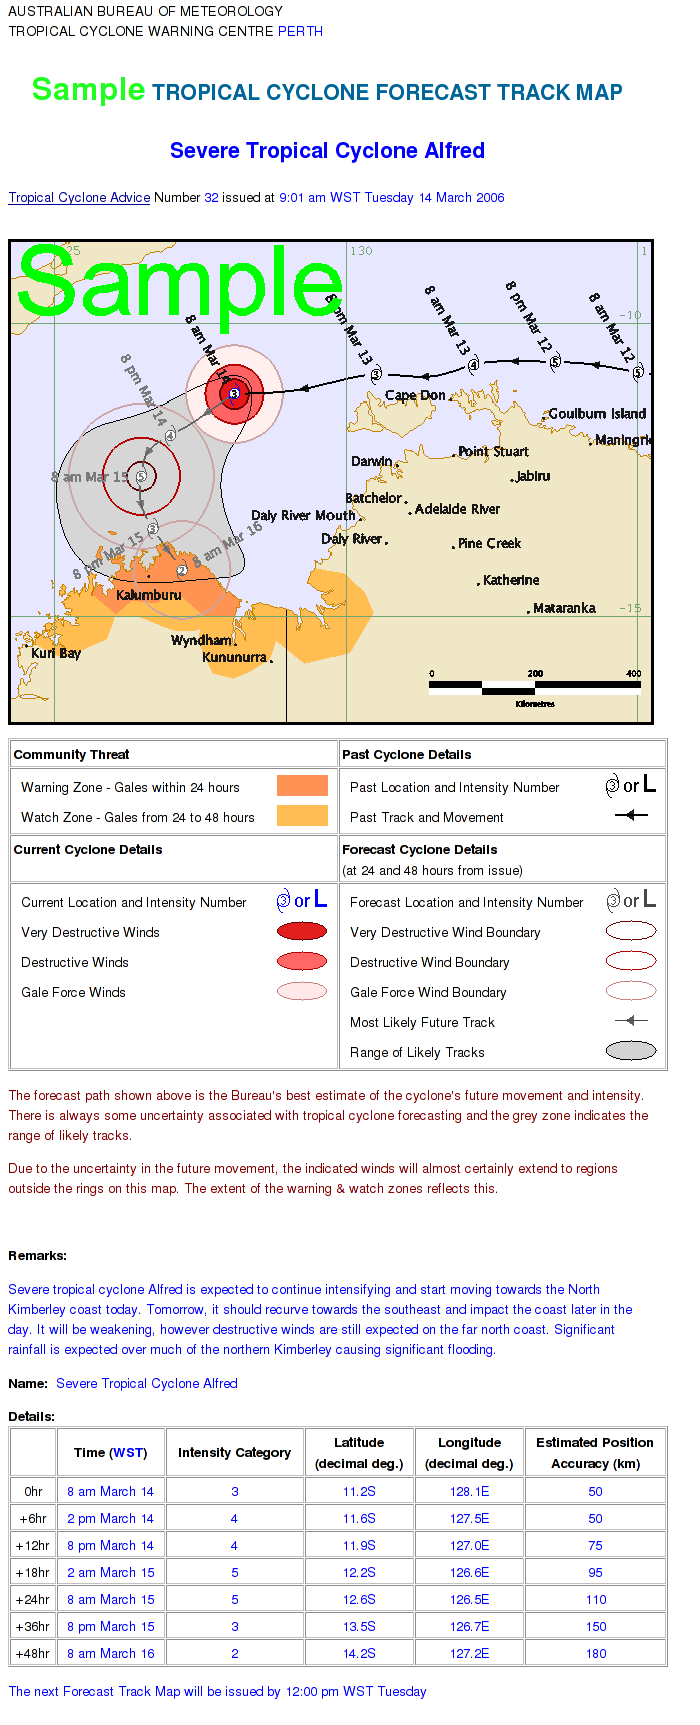 AUSTRALIAN BUREAU OF METEOROLOGY
TROPICAL CYCLONE WARNING CENTRE PERTH
Sample TROPICAL CYCLONE FORECAST TRACK MAP
Severe Tropical Cyclone Alfred
Tropical Cyclone Advice Number 32 issued at 9:01 am WST Tuesday 14 March 2006
Sample
25
130
1
-10
8 am Mar 14
8 pm Mar 13
8 am Mar 13
8 pm Mar 12
8 am Mar 12
3
3
4
5
5
8 pm Mar 14
4
8 am Mar 15
5
8 pm Mar 15
3
8 am Mar 16
2
Cape Don
Goulburn Island
Maningri
Point Stuart
Darwin
Jabiru
Batchelor
Adelaide River
Daly River Mouth
Daly River
Pine Creek
Katherine
Mataranka
-15
Kalumburu
Wyndham
Kununurra
Kuri Bay
0 200 400
Kilometres
Community Threat
Warning Zone - Gales within 24 hours
Watch Zone - Gales from 24 to 48 hours
Past Cyclone Details
Past Location and Intensity Number 3 or L
Past Track and Movement
Current Cyclone Details
Current Location and Intensity Number 3 or L
Very Destructive Winds
Destructive Winds
Gale Force Winds
Forecast Cyclone Details
(at 24 and 48 hours from issue)
Forecast Location and Intensity Number 3 or L
Very Destructive Wind Boundary
Destructive Wind Boundary
Gale Force Wind Boundary
Most Likely Future Track
Range of Likely Tracks
The forecast path shown above is the Bureau's best estimate of the cyclone's future movement and intensity.
There is always some uncertainty associated with tropical cyclone forecasting and the grey zone indicates the
range of likely tracks.
Due to the uncertainty in the future movement, the indicated winds will almost certainly extend to regions
outside the rings on this map. The extent of the warning & watch zones reflects this.
Remarks:
Severe tropical cyclone Alfred is expected to continue intensifying and start moving towards the North
Kimberley coast today. Tomorrow, it should recurve towards the southeast and impact the coast later in the
day. It will be weakening, however destructive winds are still expected on the far north coast. Significant
rainfall is expected over much of the northern Kimberley causing significant flooding.
Name: Severe Tropical Cyclone Alfred
Details:
Time (WST) Intensity Category Latitude (decimal deg.) Longitude (decimal deg.) Estimated Position Accuracy (km)
0hr 8 am March 14 3 11.2S 128.1E 50
+6hr 2 pm March 14 4 11.6S 127.5E 50
+12hr 8 pm March 14 4 11.9S 127.0E 75
+18hr 2 am March 15 5 12.2S 126.6E 95
+24hr 8 am March 15 5 12.6S 126.5E 110
+36hr 8 pm March 15 3 13.5S 126.7E 150
+48hr 8 am March 16 2 14.2S 127.2E 180
The next Forecast Track Map will be issued by 12:00 pm WST Tuesday